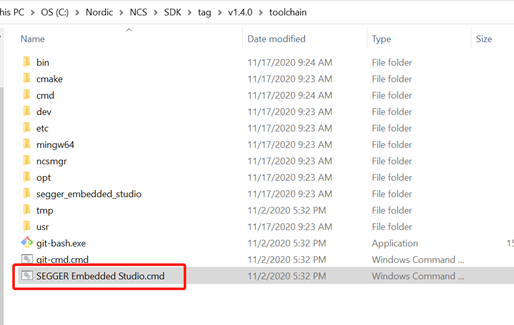 his PC > OS (C:) > Nordic > NCS > SDK > tag > v1.4.0 > toolchain
Name Date modified Type Size
bin 11/17/2020 9:24 AM File folder
cmake 11/17/2020 9:23 AM File folder
cmd 11/17/2020 9:24 AM File folder
dev 11/17/2020 9:23 AM File folder
etc 11/17/2020 9:23 AM File folder
mingw64 11/17/2020 9:23 AM File folder
ncsmgr 11/17/2020 9:23 AM File folder
opt 11/17/2020 9:23 AM File folder
segger_embedded_studio 11/17/2020 9:23 AM File folder
tmp 11/2/2020 5:32 PM File folder
usr 11/17/2020 9:23 AM File folder
git-bash.exe 11/2/2020 5:32 PM Application
git-cmd.cmd 11/2/2020 5:32 PM Windows Command ...
SEGGER Embedded Studio.cmd 11/2/2020 5:32 PM Windows Command ...